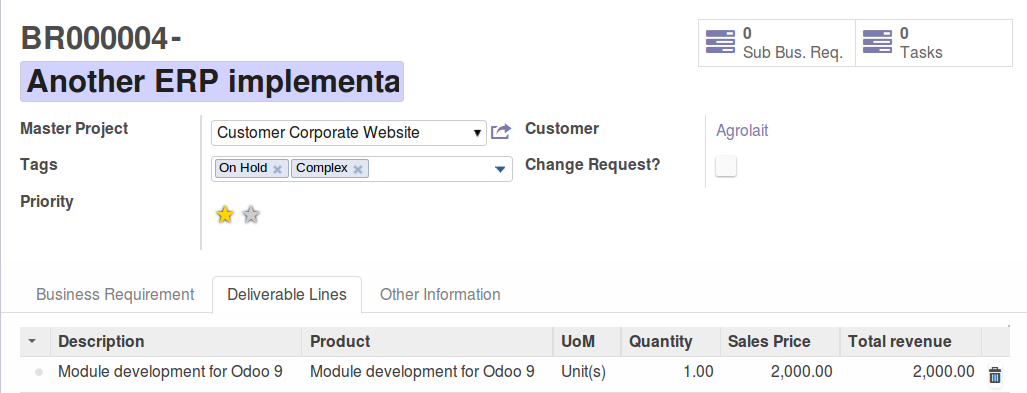 BR000004-
Another ERP implementa
0
Sub Bus. Req.
0
Tasks
Master Project
Customer Corporate Website
Customer
Agrolait
Tags
On Hold
Complex
Change Request?
Priority
Business Requirement
Deliverable Lines
Other Information
Description Product UoM Quantity Sales Price Total revenue
Module development for Odoo 9 Module development for Odoo 9 Unit(s) 1.00 2,000.00 2,000.00